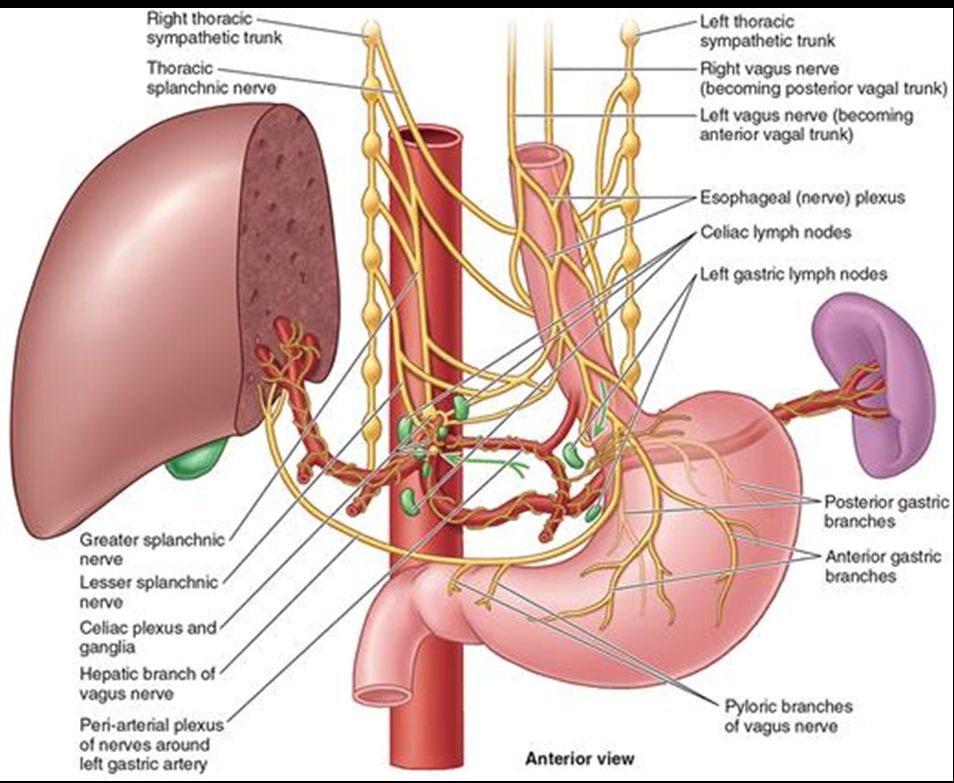 Right thoracic
sympathetic trunk
Thoracic
splanchnic nerve
Left thoracic
sympathetic trunk
Right vagus nerve
(becoming posterior vagal trunk)
Left vagus nerve (becoming
anterior vagal trunk)
Esophageal (nerve) plexus
Celiac lymph nodes
Left gastric lymph nodes
Posterior gastric
branches
Anterior gastric
branches
Greater splanchnic
nerve
Lesser splanchnic
nerve
Celiac plexus and
ganglia
Hepatic branch of
vagus nerve
Peri-arterial plexus
of nerves around
left gastric artery
Pyloric branches
of vagus nerve
Anterior view